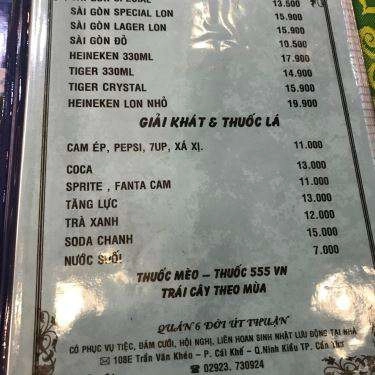 SPECIAL 13.500
SÀI GÒN SPECIAL LON 15.900
SÀI GÒN LAGER LON 15.900
SÀI GÒN ĐỎ 10.500
HEINEKEN 330ML 17.900
TIGER 330ML 14.900
TIGER CRYSTAL 15.900
HEINEKEN LON NHỎ 19.900
GIẢI KHÁT & THUỐC LÁ
CAM ÉP, PEPSI, 7UP, XÁ XỊ. 11.000
COCA 13.000
SPRITE , FANTA CAM 11.000
TĂNG LỰC 13.000
TRÀ XANH 12.000
SODA CHANH 15.000
NƯỚC SUỐI 7.000
THUỐC MÈO – THUỐC 555 VN
TRÁI CÂY THEO MÙA
QUÁN 6 ĐỜI ÚT THUẬN
CÓ PHỤC VỤ TIỆC, ĐÁM CƯỚI, HỘI NGHỊ, LIÊN HOAN SINH NHẬT LƯU ĐỘNG TẠI NHÀ
108E Trần Văn Khéo – P. Cái Khế – Q.Ninh Kiều TP. Cần Thơ
02923. 730924